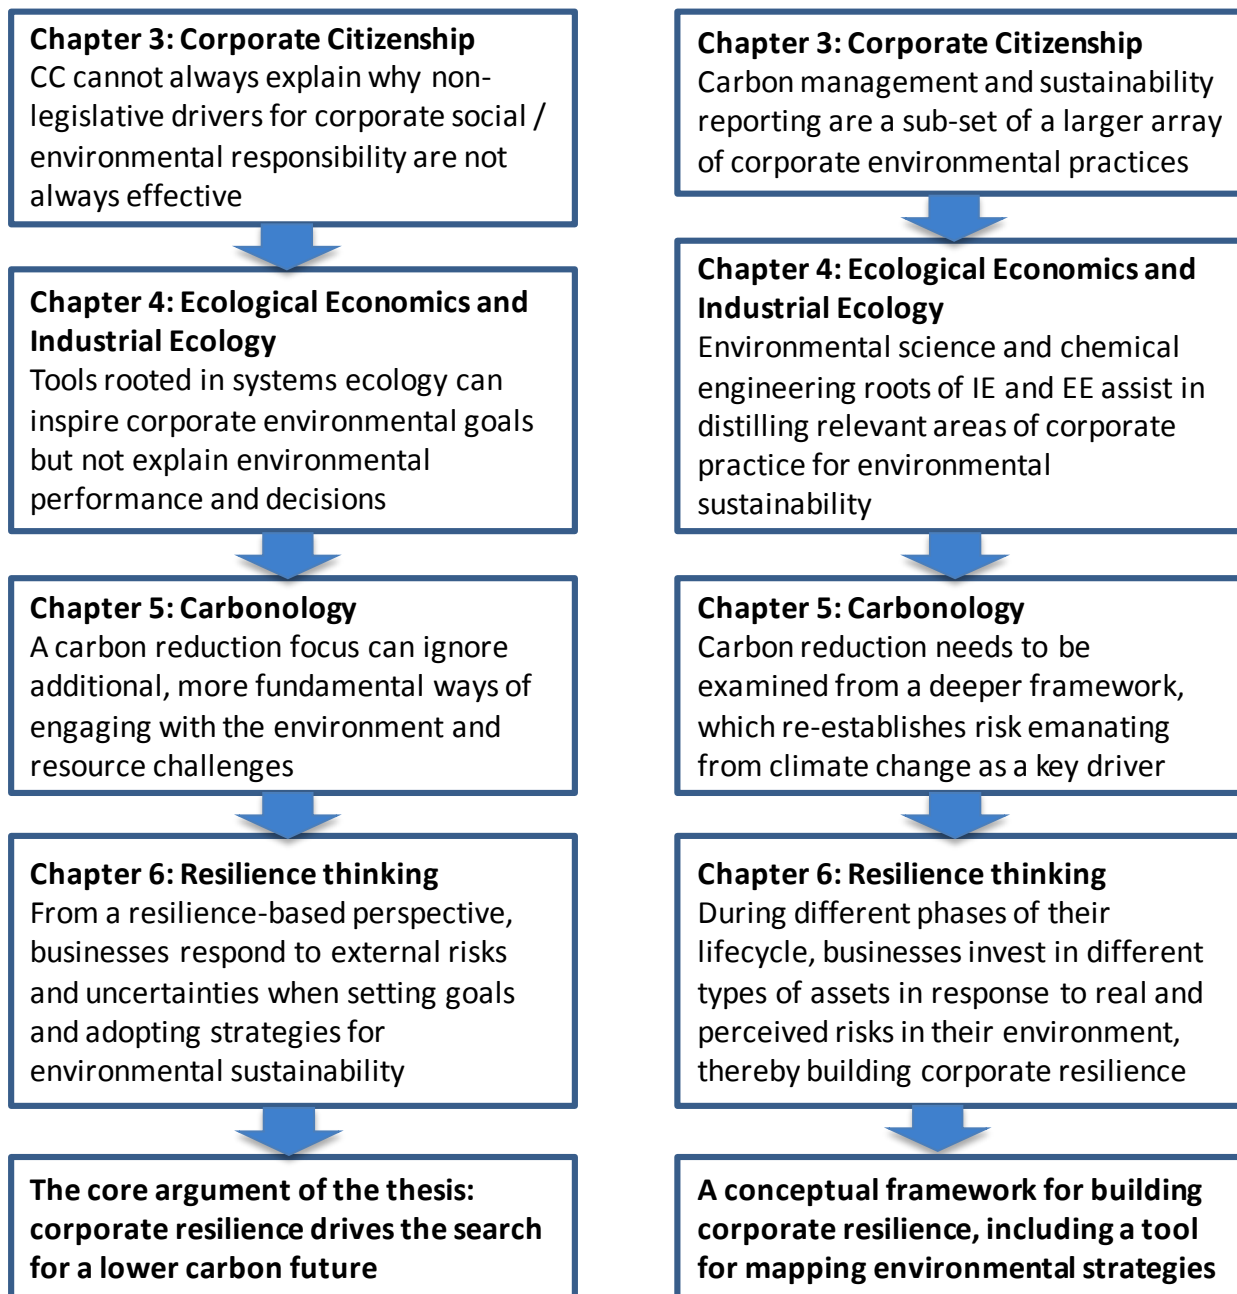 Chapter 3: Corporate Citizenship
CC cannot always explain why non-
legislative drivers for corporate social /
environmental responsibility are not
always effective
Chapter 4: Ecological Economics and
Industrial Ecology
Tools rooted in systems ecology can
inspire corporate environmental goals
but not explain environmental
performance and decisions
Chapter 5: Carbonology
A carbon reduction focus can ignore
additional, more fundamental ways of
engaging with the environment and
resource challenges
Chapter 6: Resilience thinking
From a resilience-based perspective,
businesses respond to external risks
and uncertainties when setting goals
and adopting strategies for
environmental sustainability
The core argument of the thesis:
corporate resilience drives the search
for a lower carbon future
Chapter 3: Corporate Citizenship
Carbon management and sustainability
reporting are a sub-set of a larger array
of corporate environmental practices
Chapter 4: Ecological Economics and
Industrial Ecology
Environmental science and chemical
engineering roots of IE and EE assist in
distilling relevant areas of corporate
practice for environmental
sustainability
Chapter 5: Carbonology
Carbon reduction needs to be
examined from a deeper framework,
which re-establishes risk emanating
from climate change as a key driver
Chapter 6: Resilience thinking
During different phases of their
lifecycle, businesses invest in different
types of assets in response to real and
perceived risks in their environment,
thereby building corporate resilience
A conceptual framework for building
corporate resilience, including a tool
for mapping environmental strategies